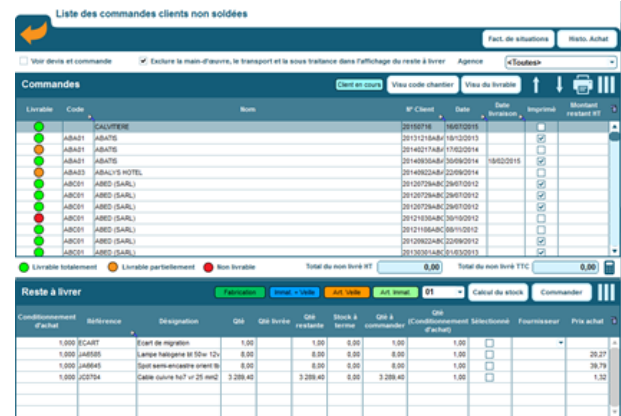 Liste des commandes clients non soldées
Fact. de situations Histo. Achat
Voir devis et commande Exclure la main-d'œuvre, le transport et la sous traitance dans l'affichage du reste à livrer Agence <Toutes>
Commandes Client en cours Visu code chantier Visu du livrable
Livrable Code Nom N° Client Date Date livraison Imprimé Montant restant HT
CALVITIERE 20150716 16/07/2015
ABA01 ABATIS 20131218ABA 18/12/2013
ABA01 ABATIS 20140217ABA 17/02/2014
ABA01 ABATIS 20140930ABA 30/09/2014 18/02/2015
ABA03 ABALYS HOTEL 20140922ABA 22/09/2014
ABC01 ABED (SARL) 20120729ABC 29/07/2012
ABC01 ABED (SARL) 20120729ABC 29/07/2012
ABC01 ABED (SARL) 20120729ABC 29/07/2012
ABC01 ABED (SARL) 20121030ABC 30/10/2012
ABC01 ABED (SARL) 20121108ABC 08/11/2012
ABC01 ABED (SARL) 20120922ABC 22/09/2012
ABC01 ABED (SARL) 20130301ABC 01/03/2013
Livrable totalement Livrable partiellement Non livrable Total du non livré HT 0,00 Total du non livré TTC 0,00
Reste à livrer Fabrication Immat. + Veille Art. Veille Art. Immat. 01 Calcul du stock Commander
Conditionnement d'achat Référence Désignation Qté Qté livrée Qté restante Stock à terme Qté à commander Qté (Conditionnement d'achat) Sélectionné Fournisseur Prix achat
1,000 ECART Ecart de migration 1,00 1,00 0,00 1,00 1,00
1,000 JA6585 Lampe halogene bt 50w 12v 8,00 8,00 0,00 8,00 8,00 20,27
1,000 JA6645 Spot semi-encastre orient tb 8,00 8,00 0,00 8,00 8,00 39,79
1,000 JC0704 Cable cuivre ho7 vr 25 mm2 3 289,40 3 289,40 0,00 3 289,40 1,00 1,32